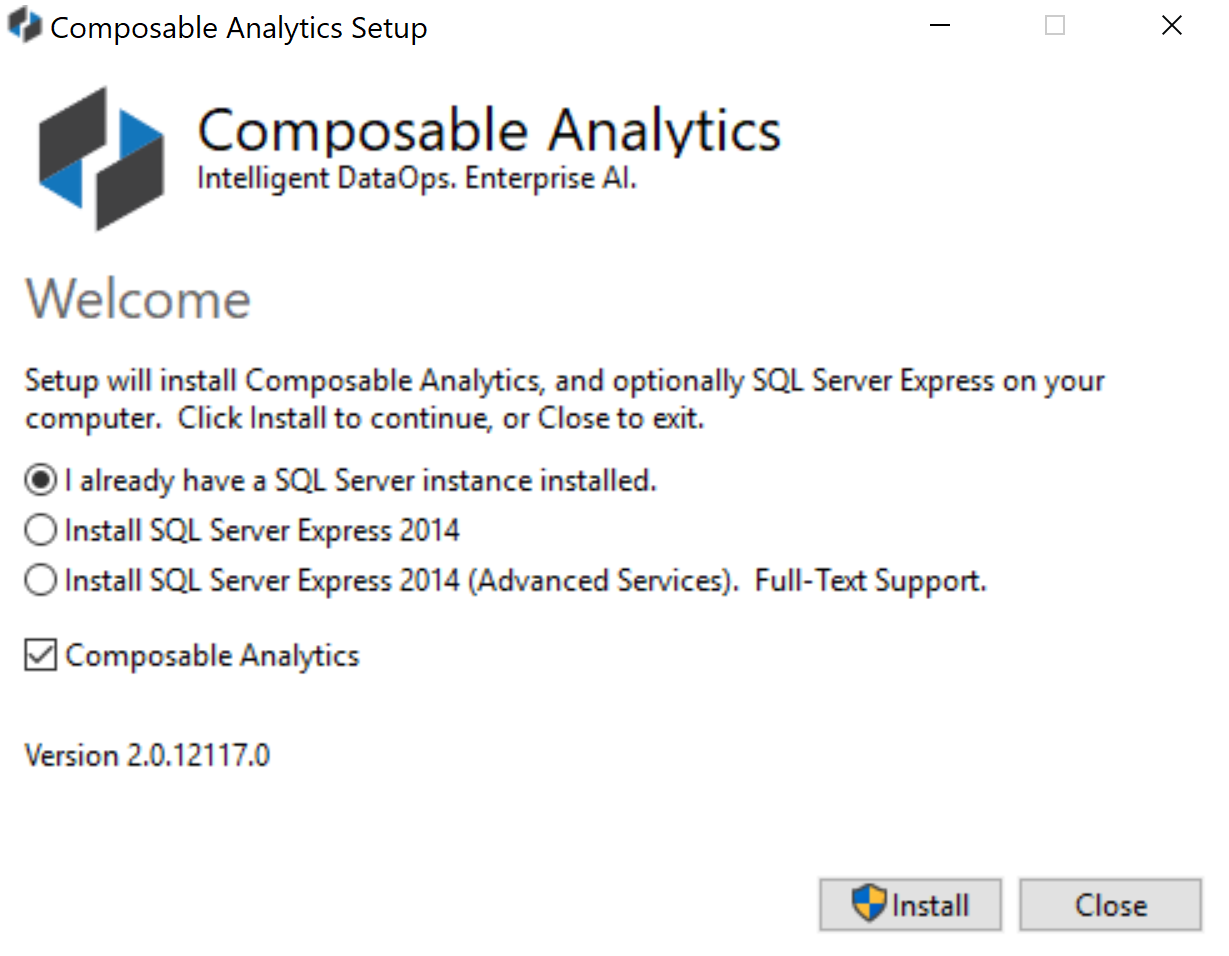 Composable Analytics Setup
Composable Analytics
Intelligent DataOps. Enterprise AI.
Welcome
Setup will install Composable Analytics, and optionally SQL Server Express on your
computer.  Click Install to continue, or Close to exit.
I already have a SQL Server instance installed.
Install SQL Server Express 2014
Install SQL Server Express 2014 (Advanced Services).  Full-Text Support.
Composable Analytics
Version 2.0.12117.0
Install
Close